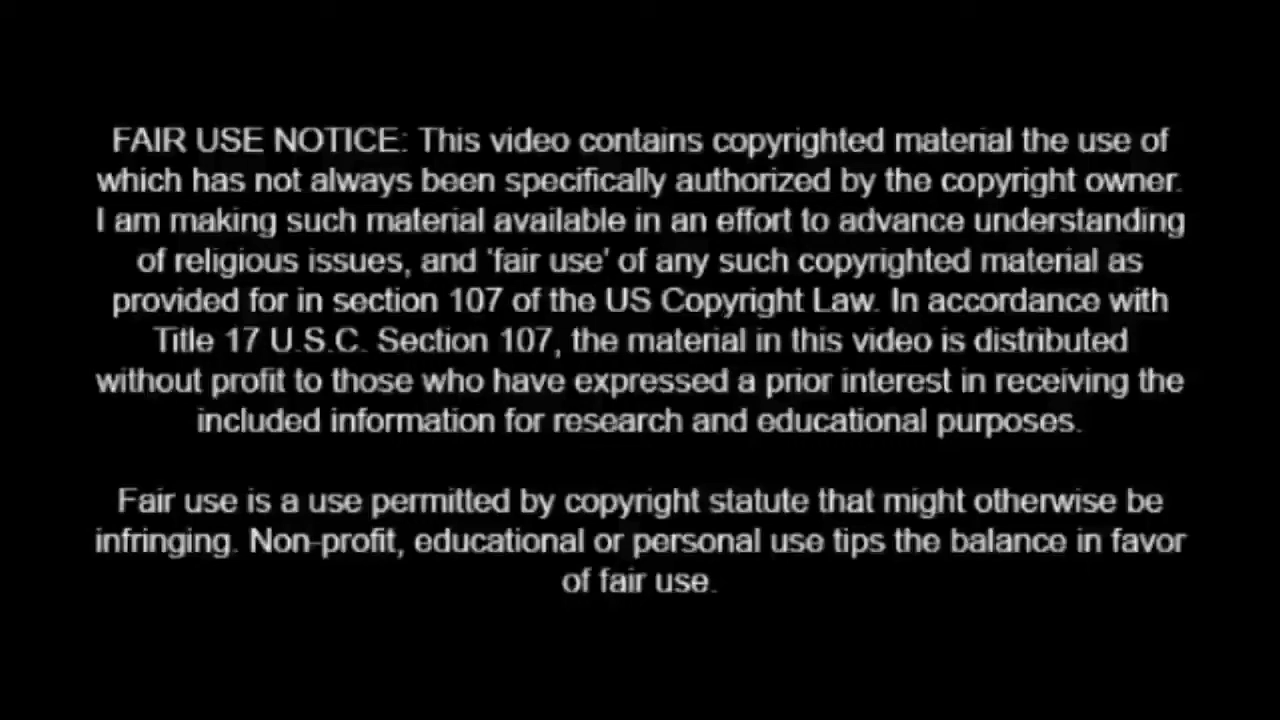 FAIR USE NOTICE: This video contains copyrighted material the use of
which has not always been specifically authorized by the copyright owner.
I am making such material available in an effort to advance understanding
of religious issues, and 'fair use' of any such copyrighted material as
provided for in section 107 of the US Copyright Law. In accordance with
Title 17 U.S.C. Section 107, the material in this video is distributed
without profit to those who have expressed a prior interest in receiving the
included information for research and educational purposes.
Fair use is a use permitted by copyright statute that might otherwise be
infringing. Non-profit, educational or personal use tips the balance in favor
of fair use.